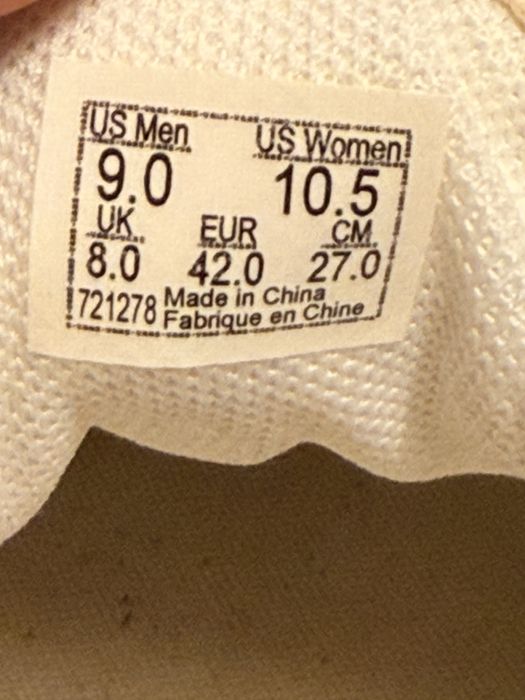 US Men US Women
9.0 10.5
UK EUR CM
8.0 42.0 27.0
721278 Made in China
Fabrique en Chine